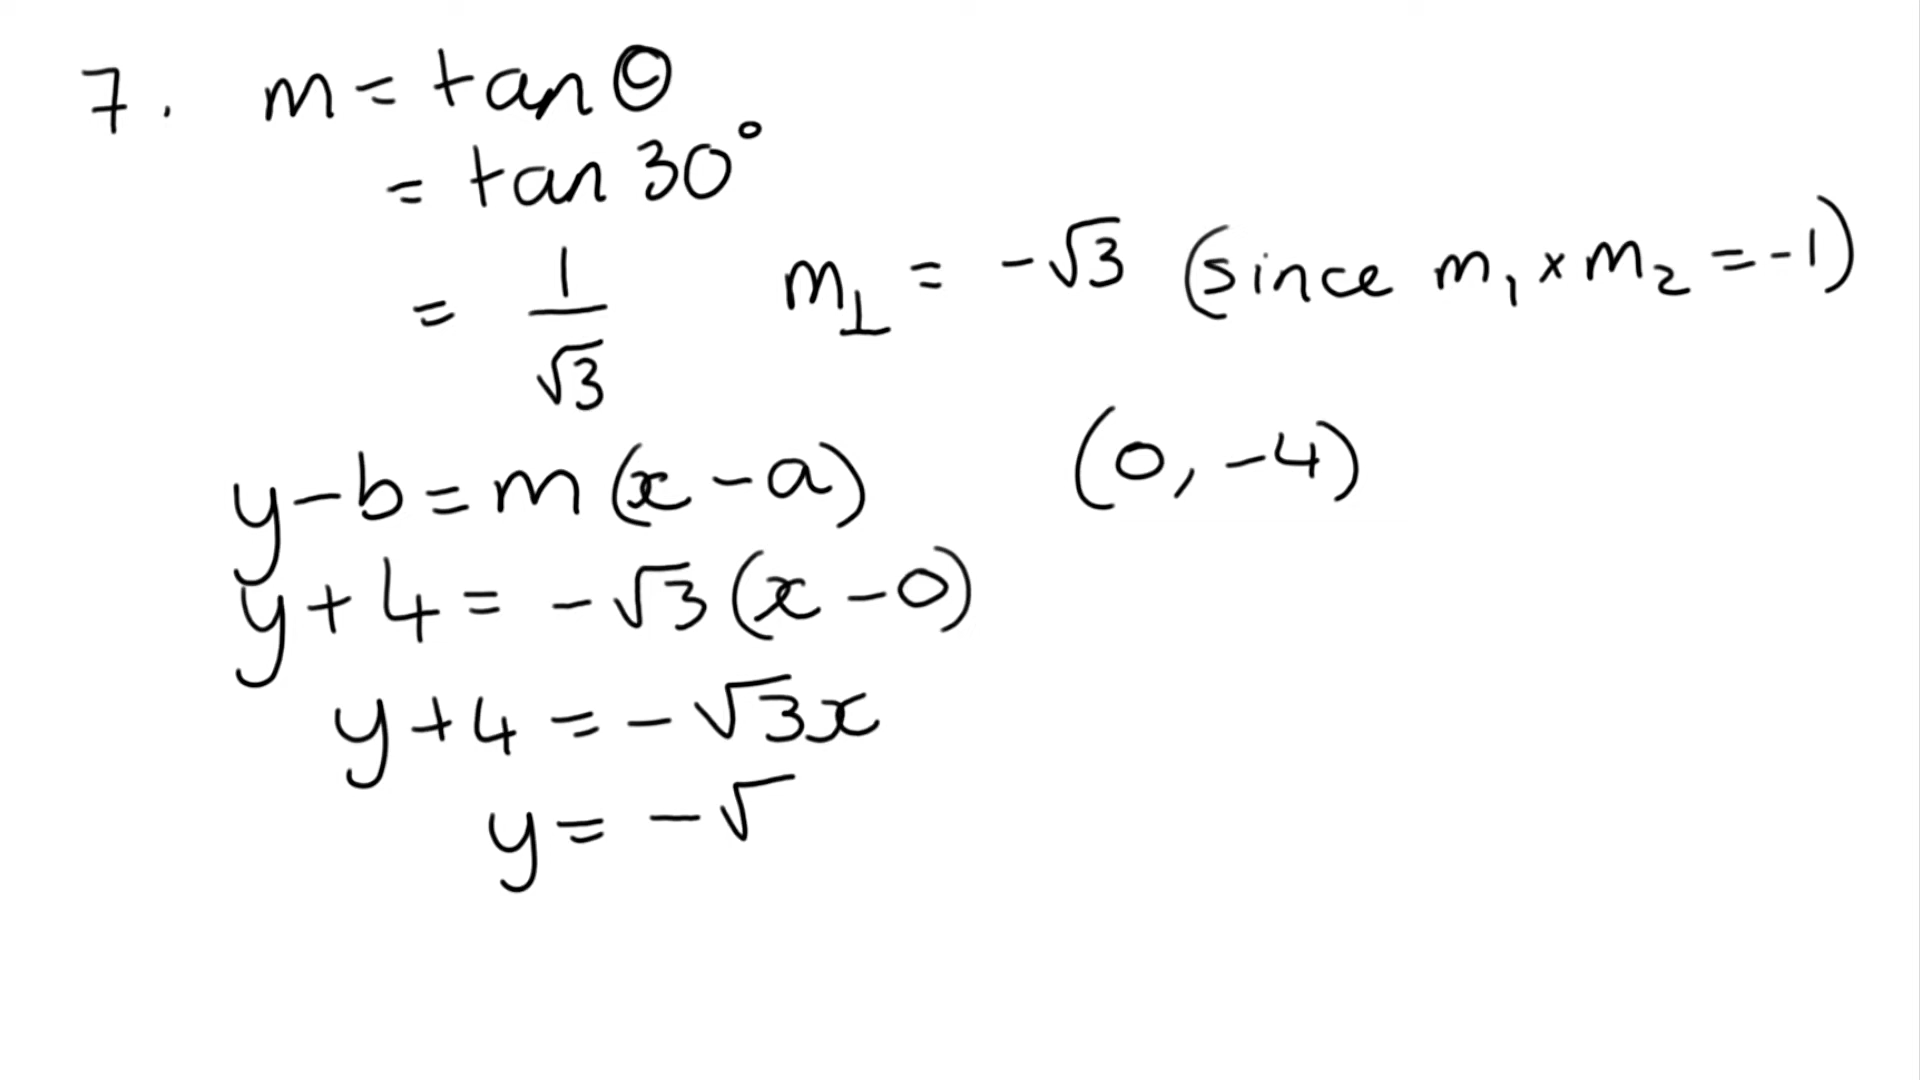 7. m = tan θ
= tan 30°
= 1/√3
m⊥ = -√3 (since m₁ × m₂ = -1)
y - b = m(x - a)
(0, -4)
y + 4 = -√3(x - 0)
y + 4 = -√3x
y = -√